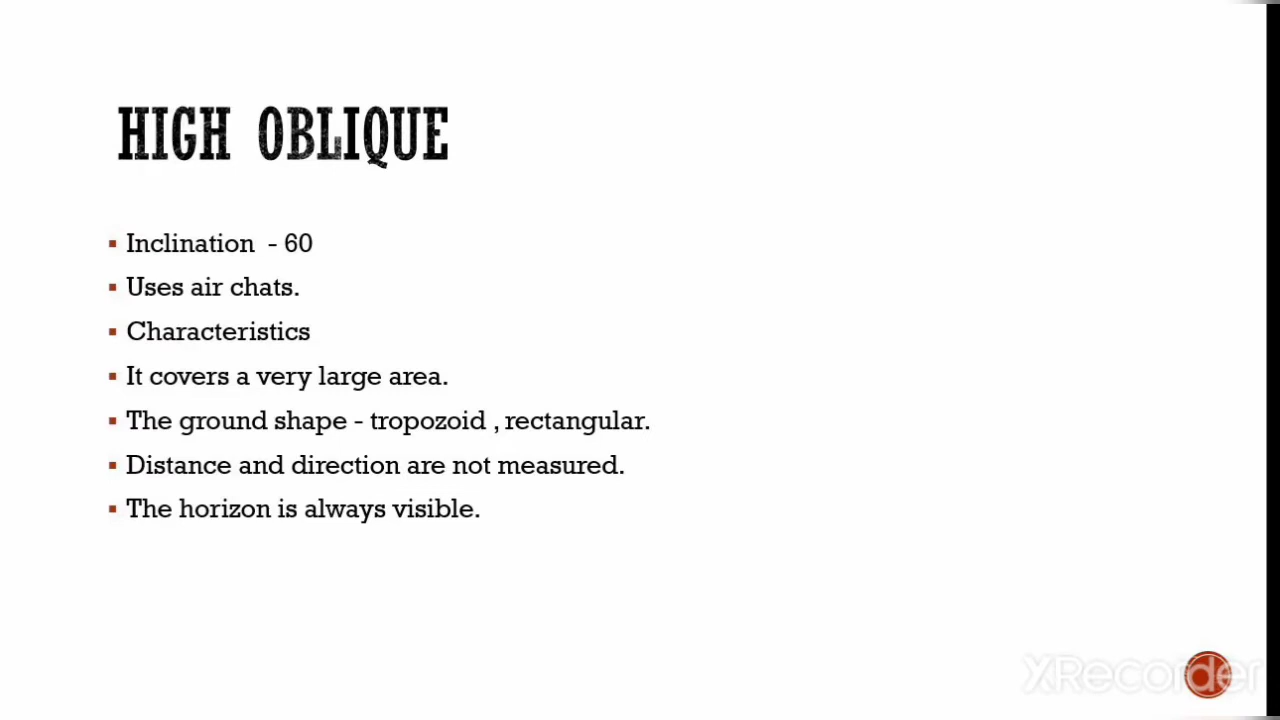 HIGH OBLIQUE
▪ Inclination - 60
▪ Uses air chats.
▪ Characteristics
▪ It covers a very large area.
▪ The ground shape - tropozoid , rectangular.
▪ Distance and direction are not measured.
▪ The horizon is always visible.
XRecorder